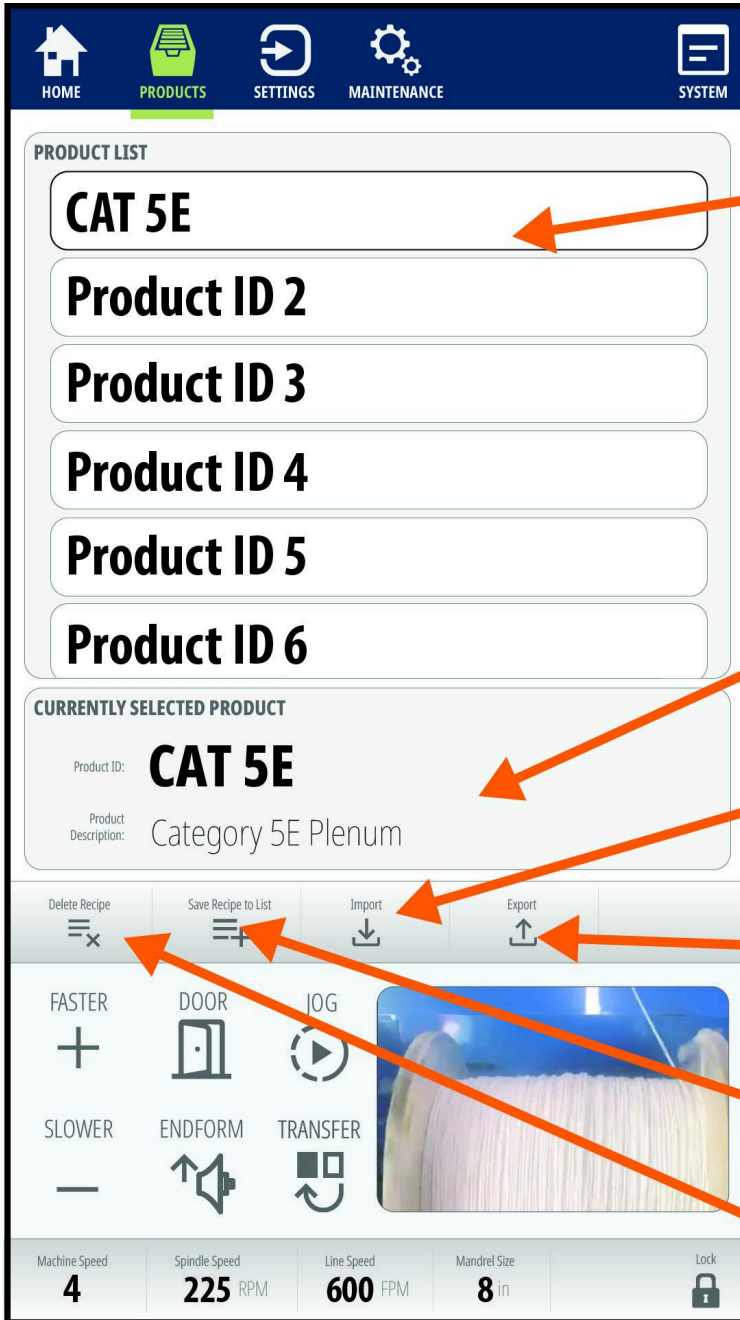 HOME PRODUCTS SETTINGS MAINTENANCE SYSTEM
PRODUCT LIST
CAT 5E
Product ID 2
Product ID 3
Product ID 4
Product ID 5
Product ID 6
CURRENTLY SELECTED PRODUCT
Product ID: CAT 5E
Product
Description: Category 5E Plenum
Delete Recipe Save Recipe to List Import Export
FASTER DOOR JOG
SLOWER ENDFORM TRANSFER
Machine Speed Spindle Speed Line Speed Mandrel Size Lock
4 225 RPM 600 FPM 8 in